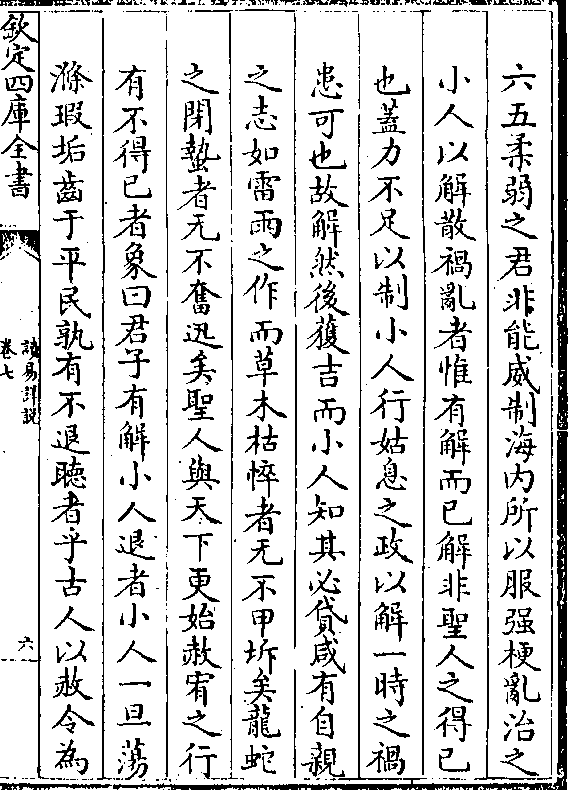 六五柔弱之君非能威制海内所以服强梗亂治之
小人以解散禍亂者惟有解而已解非聖人之得已
也蓋力不足以制小人行姑息之政以解一時之禍
患可也故解然後獲吉而小人知其必貸咸有自親
之志如雷雨之作而草木枯悴者无不甲坼矣龍蛇
之閉蟄者无不奮迅矣聖人與天下更始赦宥之行
有不得已者象曰君子有解小人退者小人一旦蕩
滌瑕垢齒于平民孰有不退聽者乎古人以赦令為
欽定四庫全書
讀易詳說
卷七
六